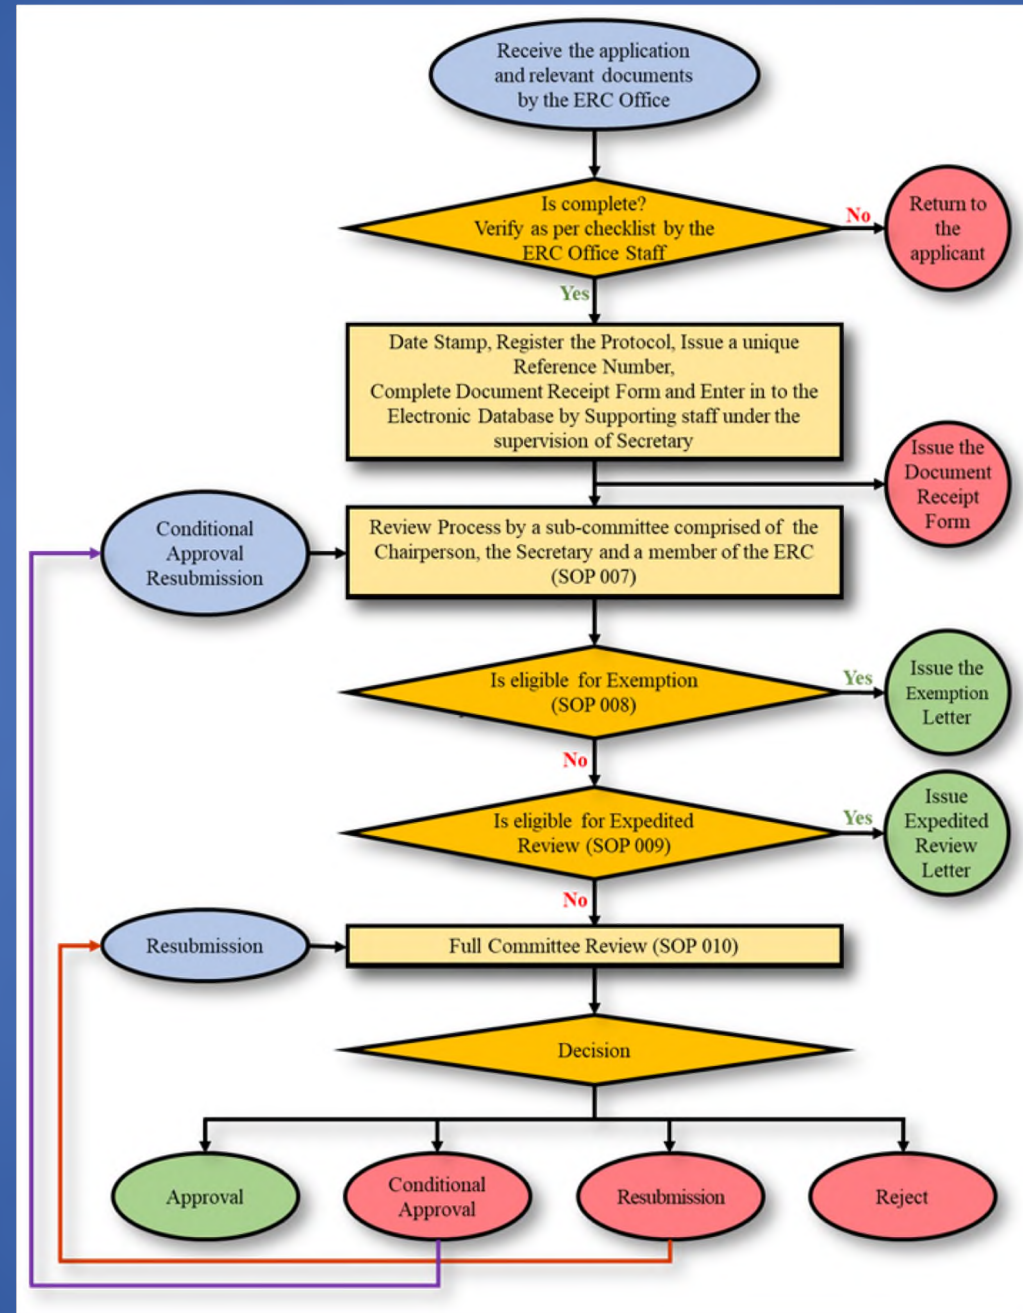 Receive the application
and relevant documents
by the ERC Office
Is complete?
Verify as per checklist by the
ERC Office Staff
No
Return to
the
applicant
Yes
Date Stamp, Register the Protocol, Issue a unique
Reference Number,
Complete Document Receipt Form and Enter in to the
Electronic Database by Supporting staff under the
supervision of Secretary
Issue the
Document
Receipt
Form
Conditional
Approval
Resubmission
Review Process by a sub-committee comprised of the
Chairperson, the Secretary and a member of the ERC
(SOP 007)
Is eligible for Exemption
(SOP 008)
Yes
Issue the
Exemption
Letter
No
Is eligible for Expedited
Review (SOP 009)
Yes
Issue
Expedited
Review
Letter
No
Resubmission
Full Committee Review (SOP 010)
Decision
Approval
Conditional
Approval
Resubmission
Reject